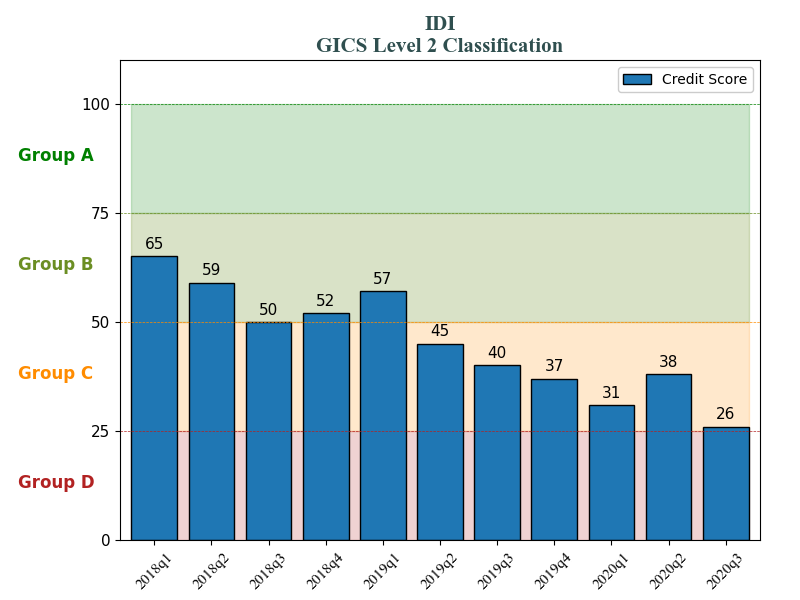 IDI
GICS Level 2 Classification
Credit Score
100
Group A
75
65
Group B
59
57
52
50
50
45
40
Group C
38
37
31
26
25
Group D
0
2018q1
2018q2
2018q3
2018q4
2019q1
2019q2
2019q3
2019q4
2020q1
2020q2
2020q3